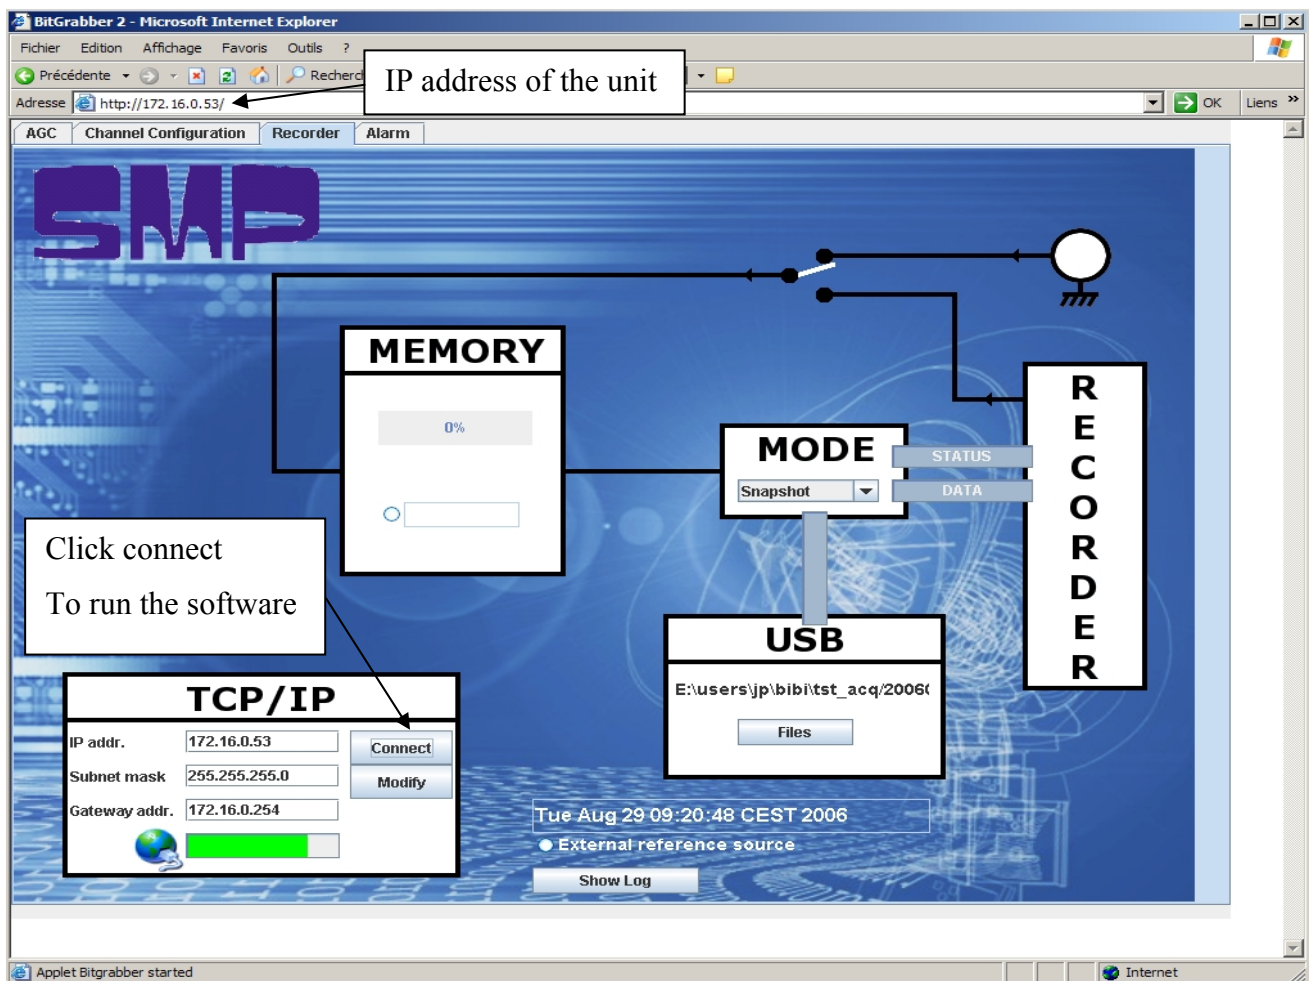 BitGrabber 2 - Microsoft Internet Explorer
Fichier Edition Affichage Favoris Outils ?
Précédente
IP address of the unit
Adresse http://172.16.0.53/ OK Liens »
AGC Channel Configuration Recorder Alarm
SMP
MEMORY
0%
MODE
Snapshot
STATUS
DATA
RECORDER
Click connect
To run the software
USB
E:\users\jp\bibi\tst_acq/2006
Files
TCP/IP
IP addr. 172.16.0.53 Connect
Subnet mask 255.255.255.0 Modify
Gateway addr. 172.16.0.254
Tue Aug 29 09:20:48 CEST 2006
External reference source
Show Log
Applet Bitgrabber started Internet